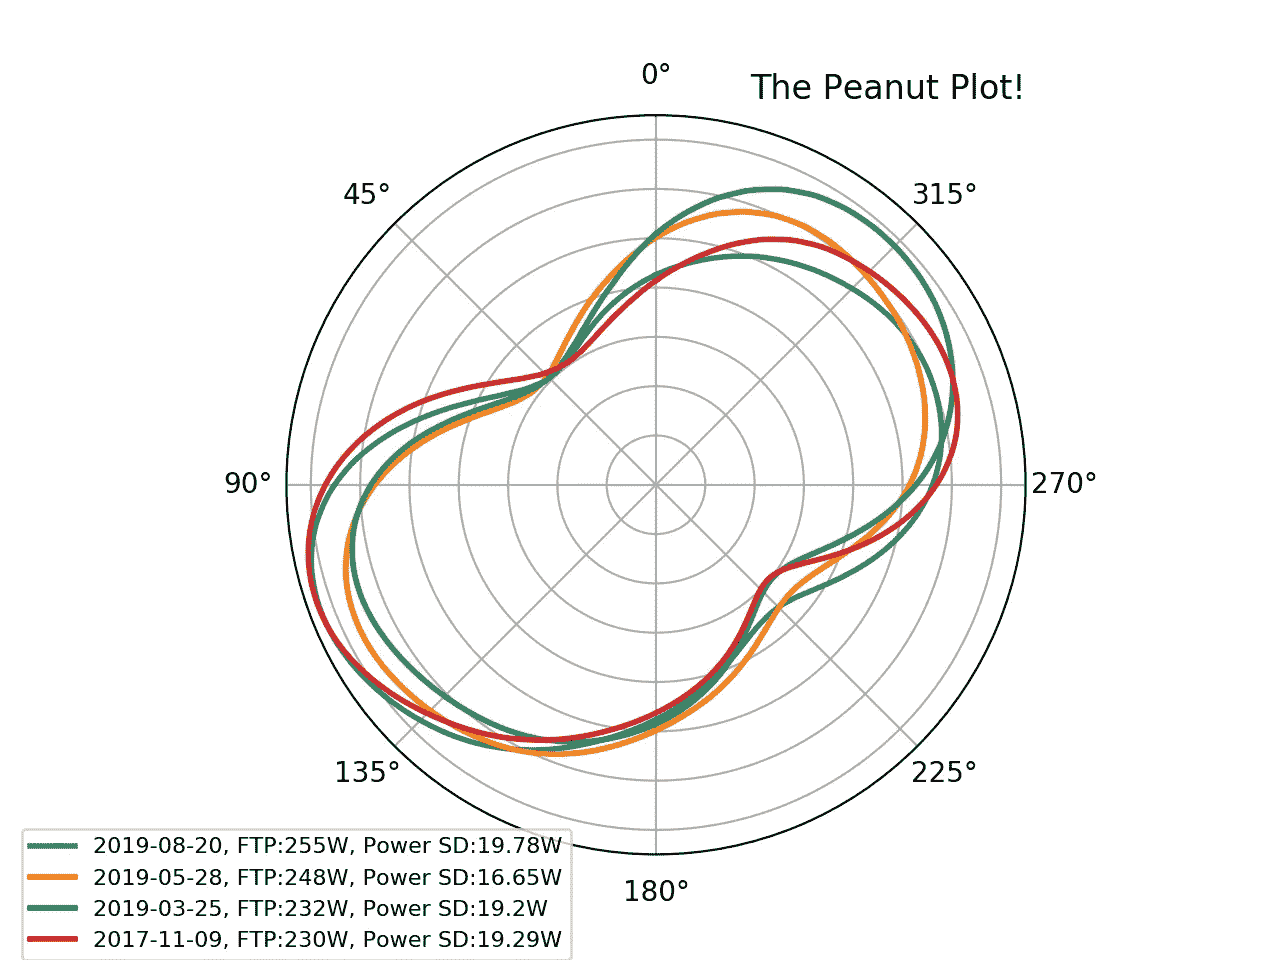 0°
The Peanut Plot!
45°
315°
90°
270°
135°
225°
180°
2019-08-20, FTP:255W, Power SD:19.78W
2019-05-28, FTP:248W, Power SD:16.65W
2019-03-25, FTP:232W, Power SD:19.2W
2017-11-09, FTP:230W, Power SD:19.29W